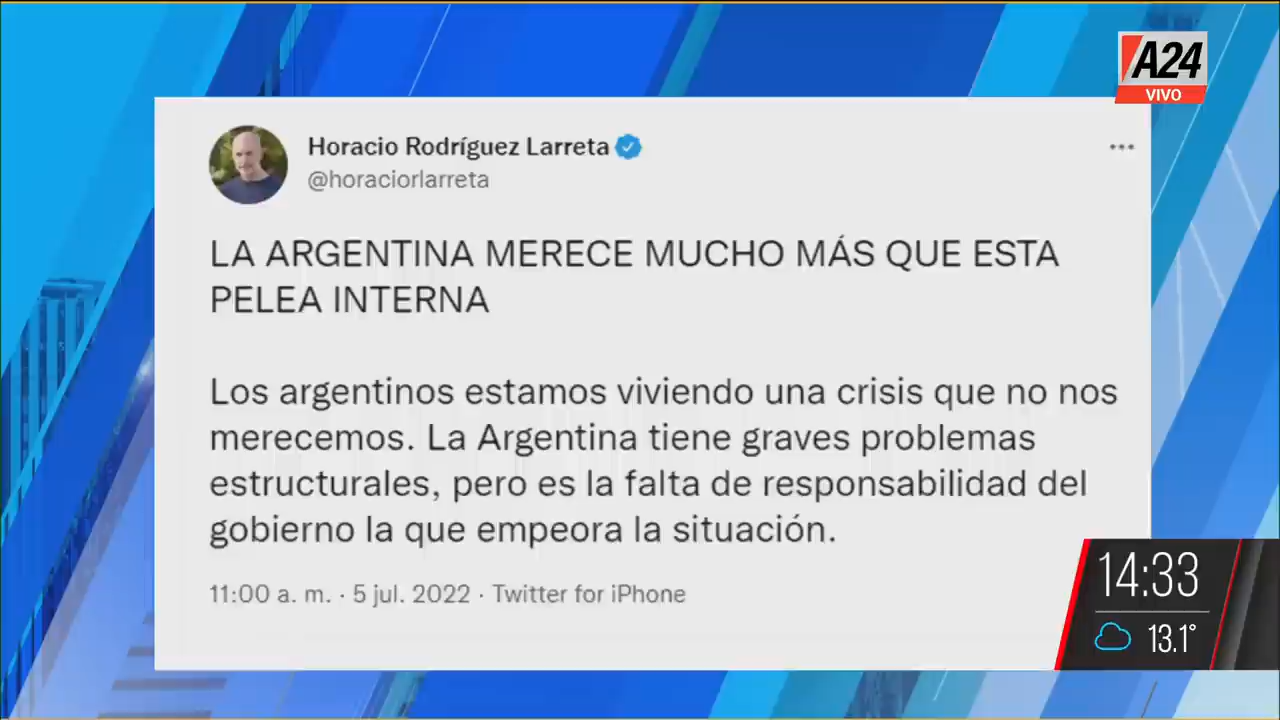 A24
VIVO
Horacio Rodríguez Larreta
@horaciorlarreta
LA ARGENTINA MERECE MUCHO MÁS QUE ESTA
PELEA INTERNA
Los argentinos estamos viviendo una crisis que no nos
merecemos. La Argentina tiene graves problemas
estructurales, pero es la falta de responsabilidad del
gobierno la que empeora la situación.
11:00 a. m. · 5 jul. 2022 · Twitter for iPhone
14:33
13.1°